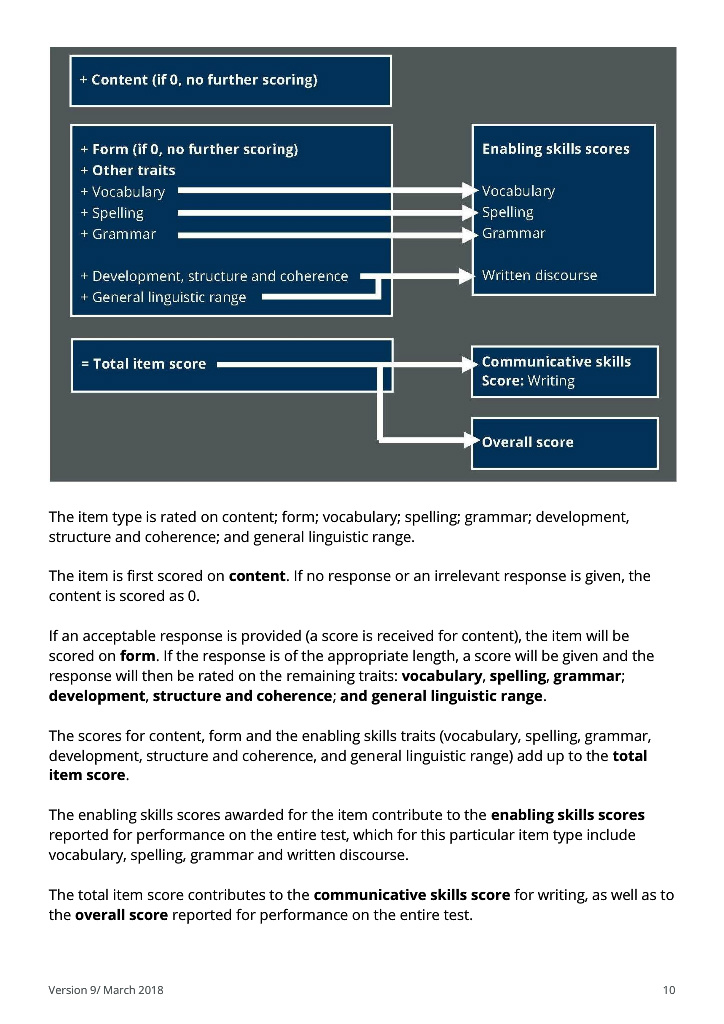 + Content (if 0, no further scoring)
+ Form (if 0, no further scoring)
+ Other traits
+ Vocabulary
+ Spelling
+ Grammar
+ Development, structure and coherence
+ General linguistic range
Enabling skills scores
Vocabulary
Spelling
Grammar
Written discourse
= Total item score
Communicative skills
Score: Writing
Overall score
The item type is rated on content; form; vocabulary; spelling; grammar; development,
structure and coherence; and general linguistic range.
The item is first scored on content. If no response or an irrelevant response is given, the
content is scored as 0.
If an acceptable response is provided (a score is received for content), the item will be
scored on form. If the response is of the appropriate length, a score will be given and the
response will then be rated on the remaining traits: vocabulary, spelling, grammar;
development, structure and coherence; and general linguistic range.
The scores for content, form and the enabling skills traits (vocabulary, spelling, grammar,
development, structure and coherence, and general linguistic range) add up to the total
item score.
The enabling skills scores awarded for the item contribute to the enabling skills scores
reported for performance on the entire test, which for this particular item type include
vocabulary, spelling, grammar and written discourse.
The total item score contributes to the communicative skills score for writing, as well as to
the overall score reported for performance on the entire test.
Version 9/ March 2018
10